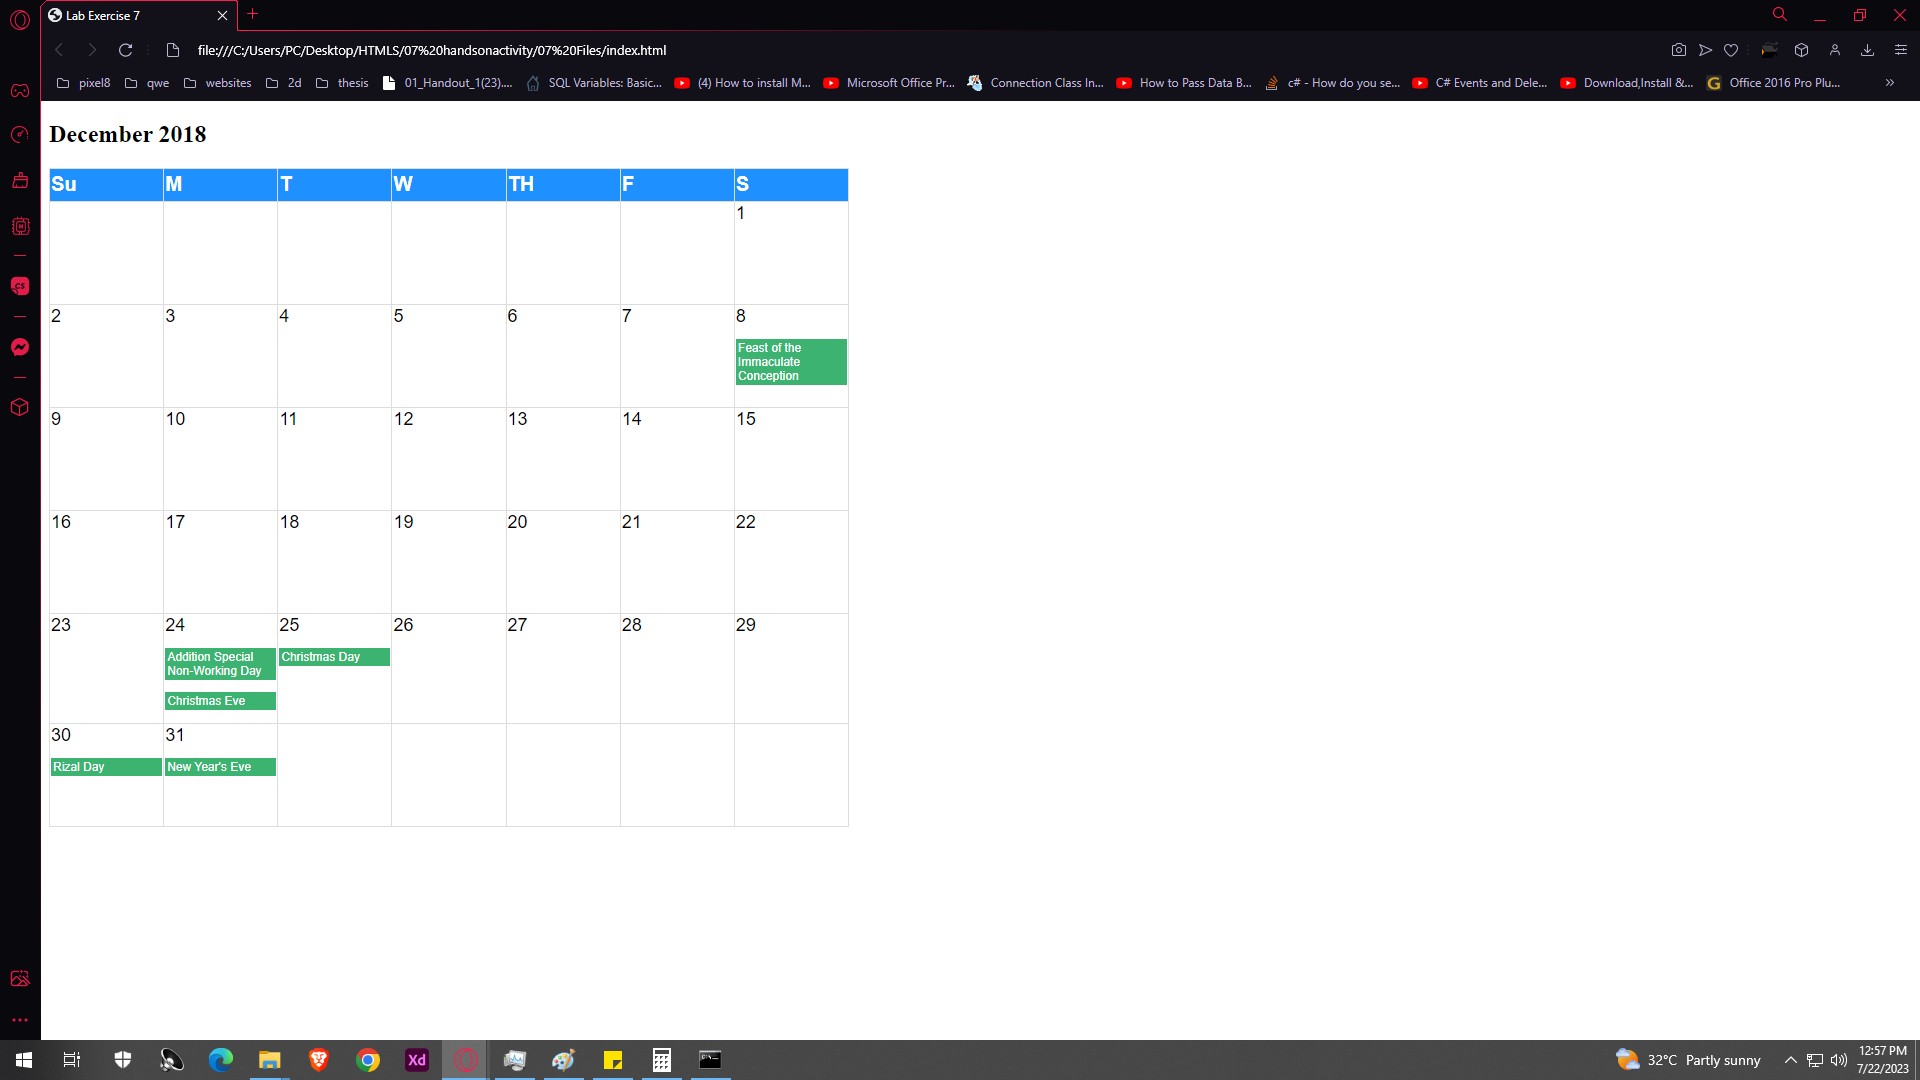 Lab Exercise 7
file:///C:/Users/PC/Desktop/HTMLS/07%20handsonactivity/07%20Files/index.html
pixel8 qwe websites 2d thesis 01_Handout_1(23).... SQL Variables: Basic... (4) How to install M... Microsoft Office Pr... Connection Class In... How to Pass Data B... c# - How do you se... C# Events and Dele... Download,Install &... Office 2016 Pro Plu... »
December 2018
Su M T W TH F S
1
2 3 4 5 6 7 8
Feast of the
Immaculate
Conception
9 10 11 12 13 14 15
16 17 18 19 20 21 22
23 24 25 26 27 28 29
Addition Special
Non-Working Day
Christmas Eve
Christmas Day
30 31
Rizal Day
New Year's Eve
CS
G
Xd
32°C Partly sunny
12:57 PM
7/22/2023